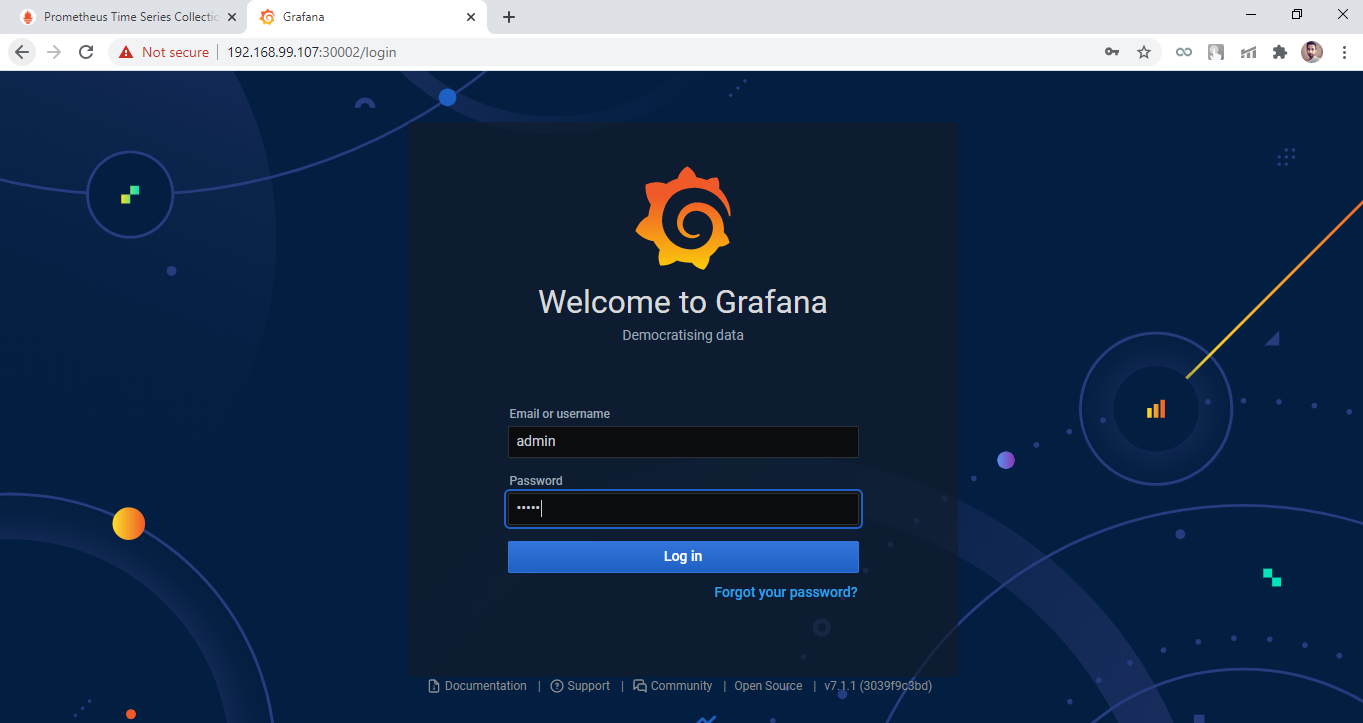 Prometheus Time Series Collectio
Grafana
Not secure 192.168.99.107:30002/login
Welcome to Grafana
Democratising data
Email or username
admin
Password
•••••
Log in
Forgot your password?
Documentation | Support | Community | Open Source | v7.1.1 (3039f9c3bd)